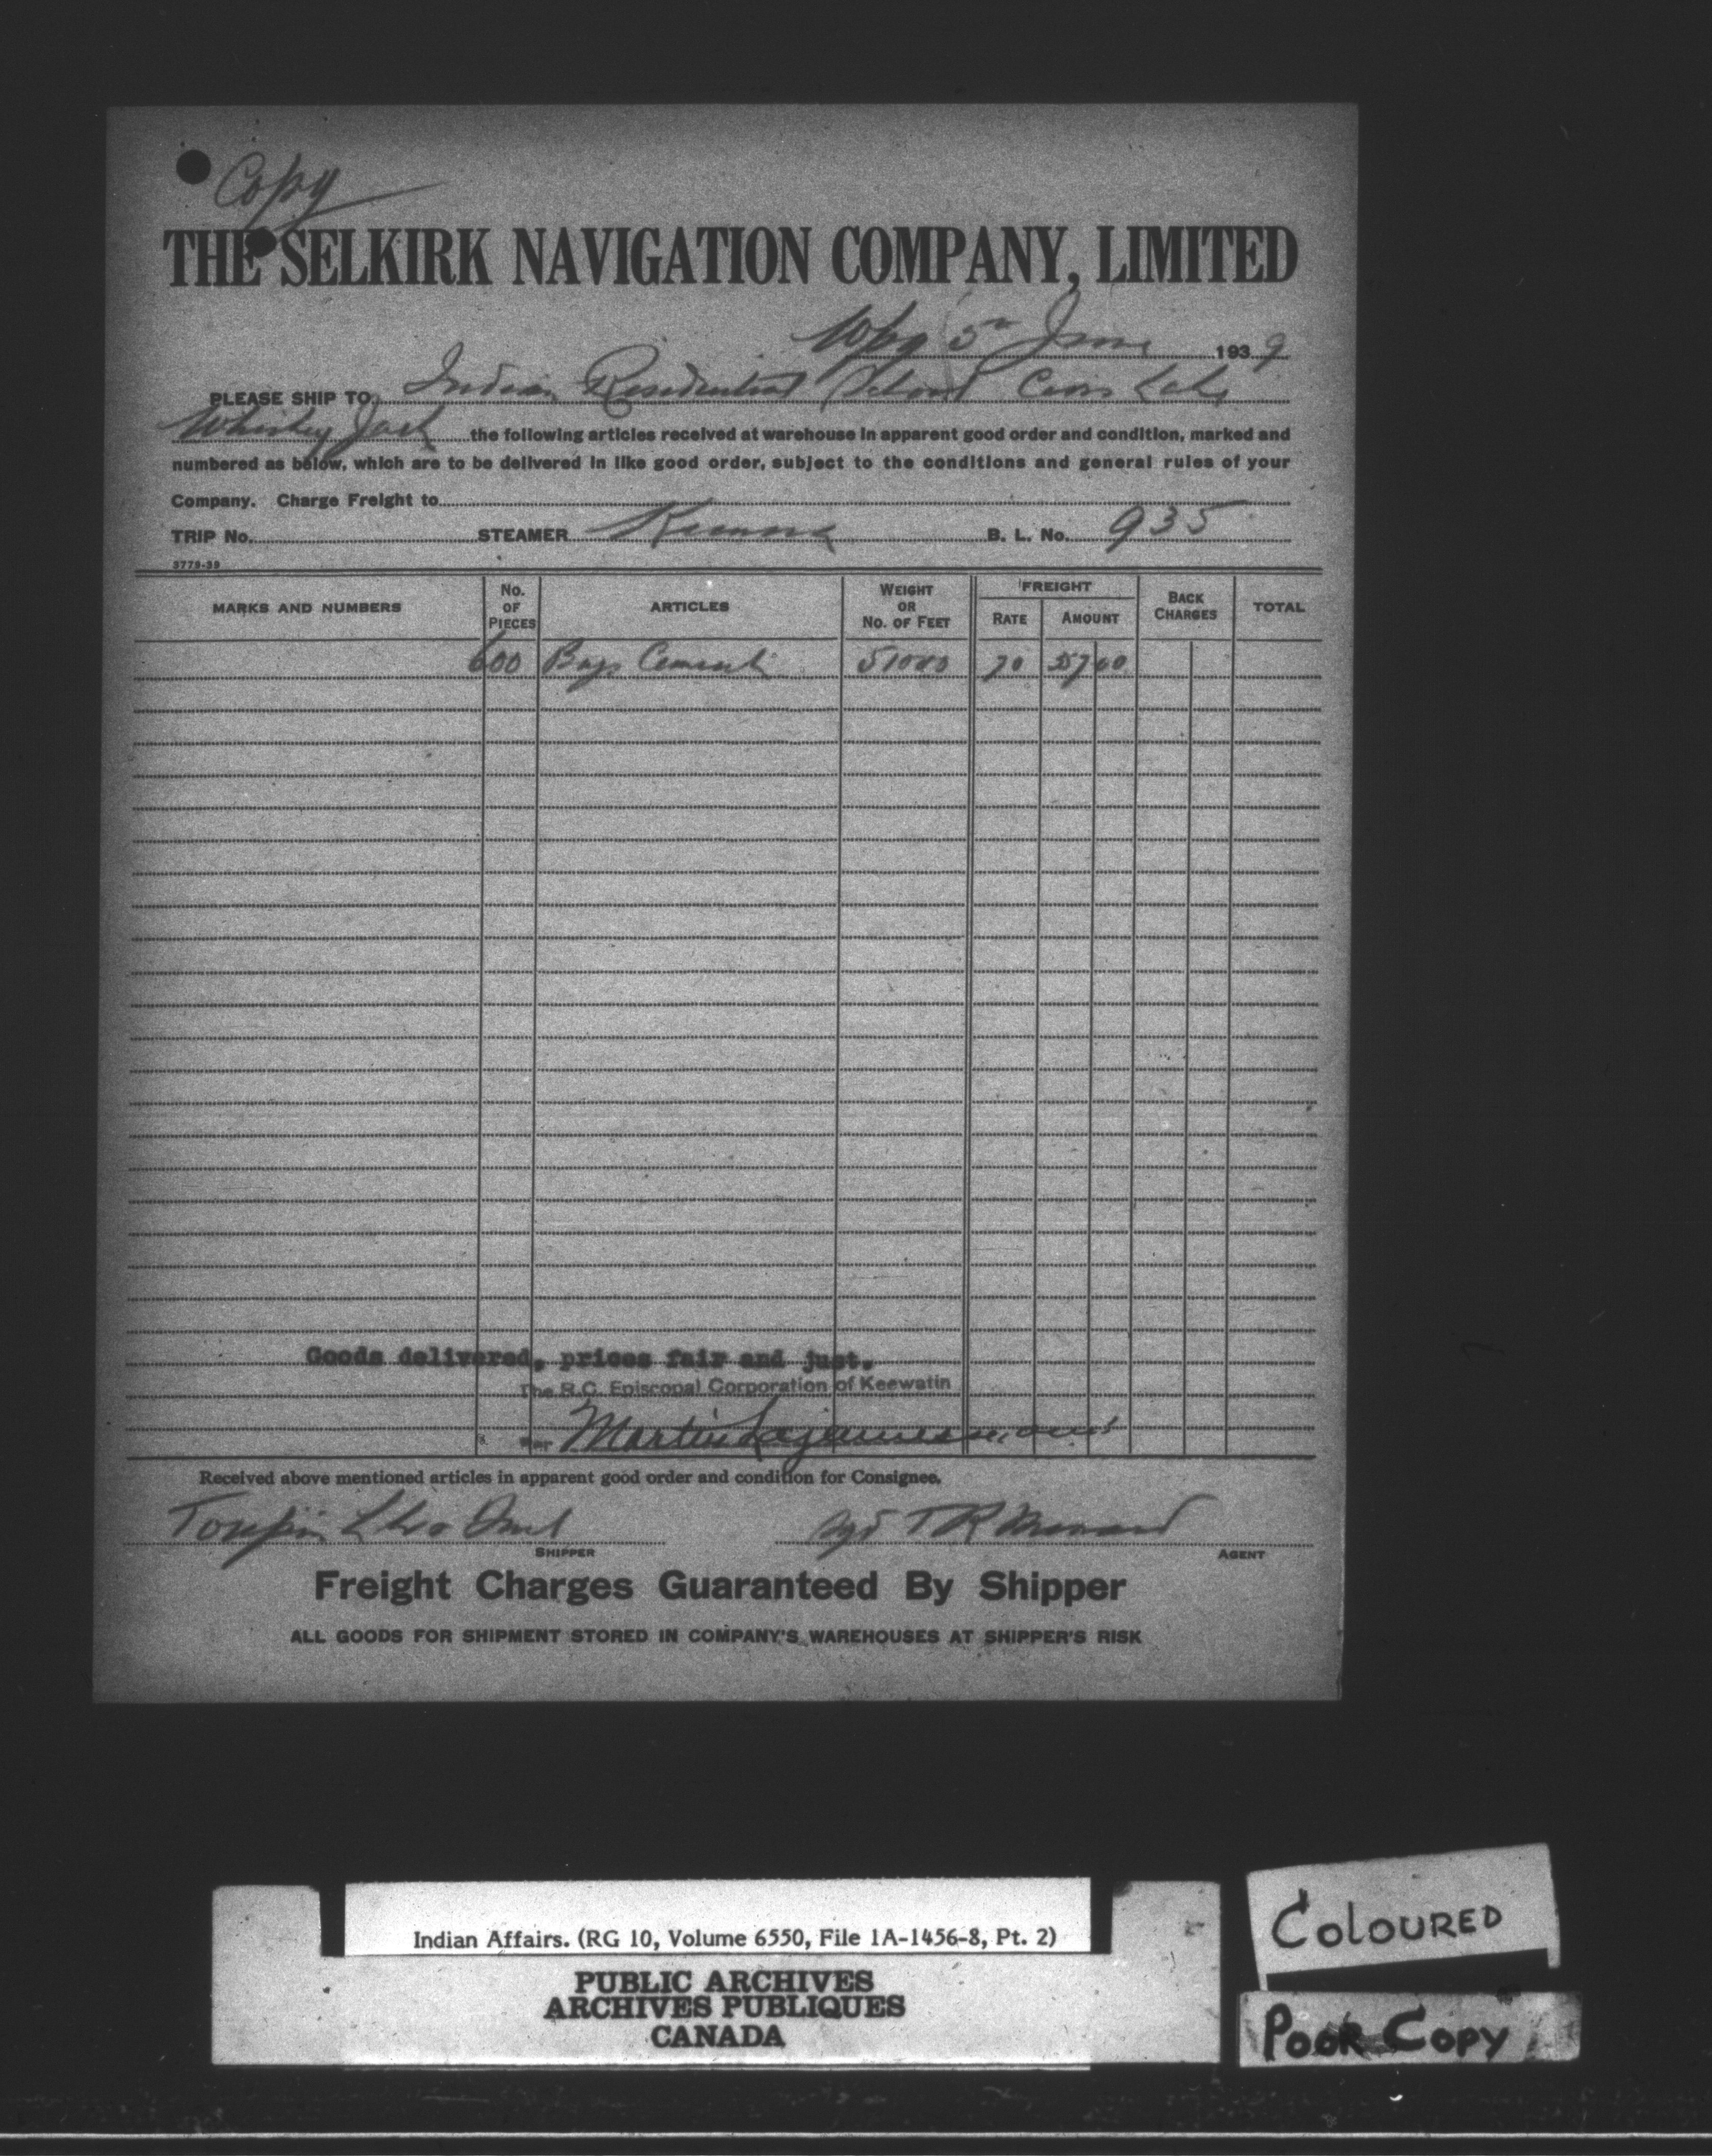 Copy
THE SELKIRK NAVIGATION COMPANY, LIMITED
Wpg 5 June 1939
PLEASE SHIP TO Indian Residential School Cross Lake
Whiskey Jack the following articles received at warehouse in apparent good order and condition, marked and
numbered as below, which are to be delivered in like good order, subject to the conditions and general rules of your
Company. Charge Freight to
TRIP No. STEAMER B. L. No. 935
3779-39
MARKS AND NUMBERS No. OF PIECES ARTICLES WEIGHT OR No. OF FEET FREIGHT RATE AMOUNT BACK CHARGES TOTAL
600 Bags Cement 51000 70 357 00
Goods delivered, prices fair and just.
The R.C. Episcopal Corporation of Keewatin
Per Martin
Received above mentioned articles in apparent good order and condition for Consignee.
T R
SHIPPER AGENT
Freight Charges Guaranteed By Shipper
ALL GOODS FOR SHIPMENT STORED IN COMPANY'S WAREHOUSES AT SHIPPER'S RISK
Indian Affairs. (RG 10, Volume 6550, File 1A-1456-8, Pt. 2)
PUBLIC ARCHIVES
ARCHIVES PUBLIQUES
CANADA
COLOURED
POOR COPY